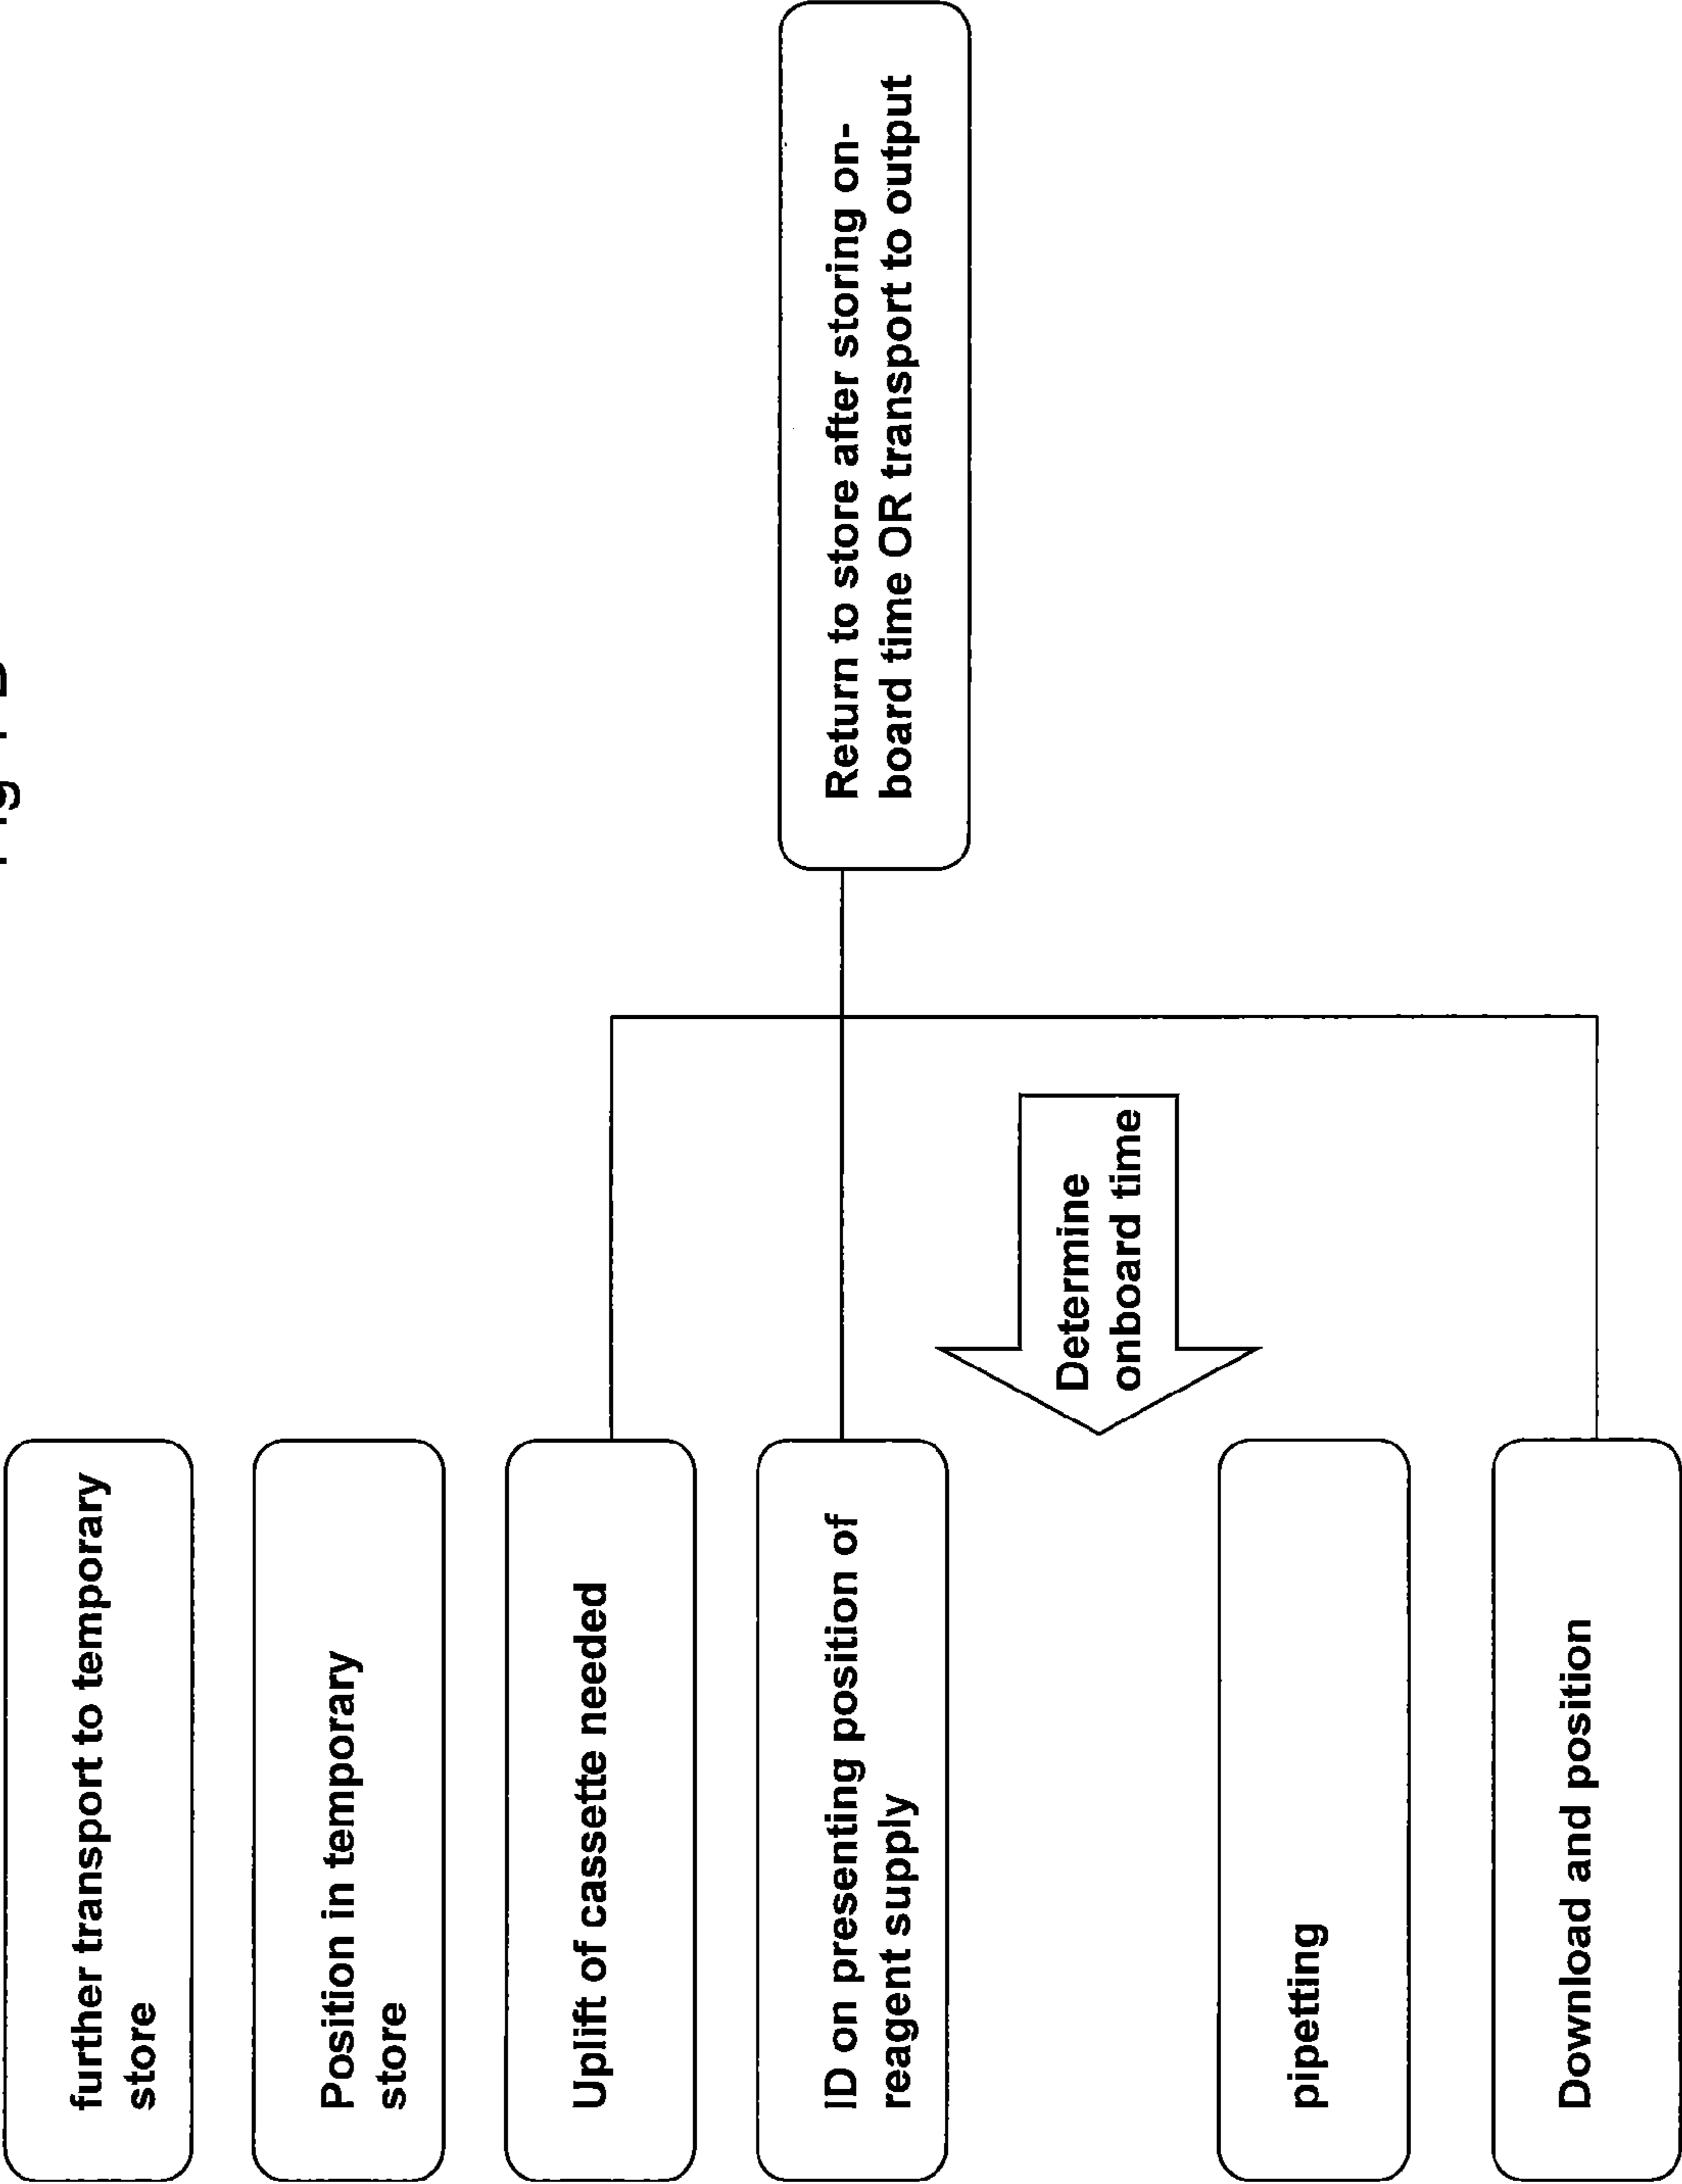 further transport to temporary
store
Position in temporary
store
Uplift of cassette needed
ID on presenting position of
reagent supply
Determine
onboard time
pipetting
Download and position
Return to store after storing on-
board time OR transport to output